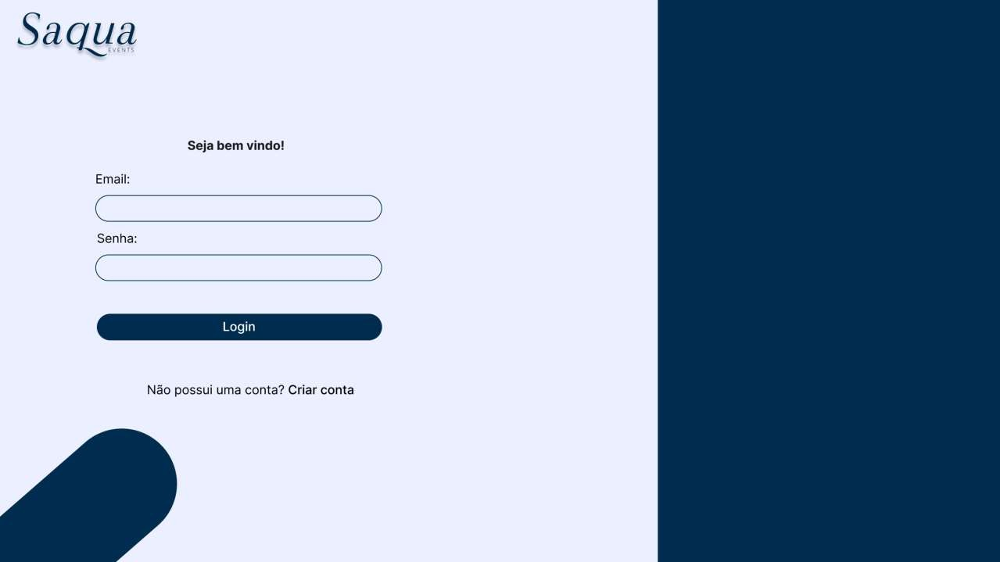 Saqua
EVENTS
Seja bem vindo!
Email:
Senha:
Login
Não possui uma conta? Criar conta